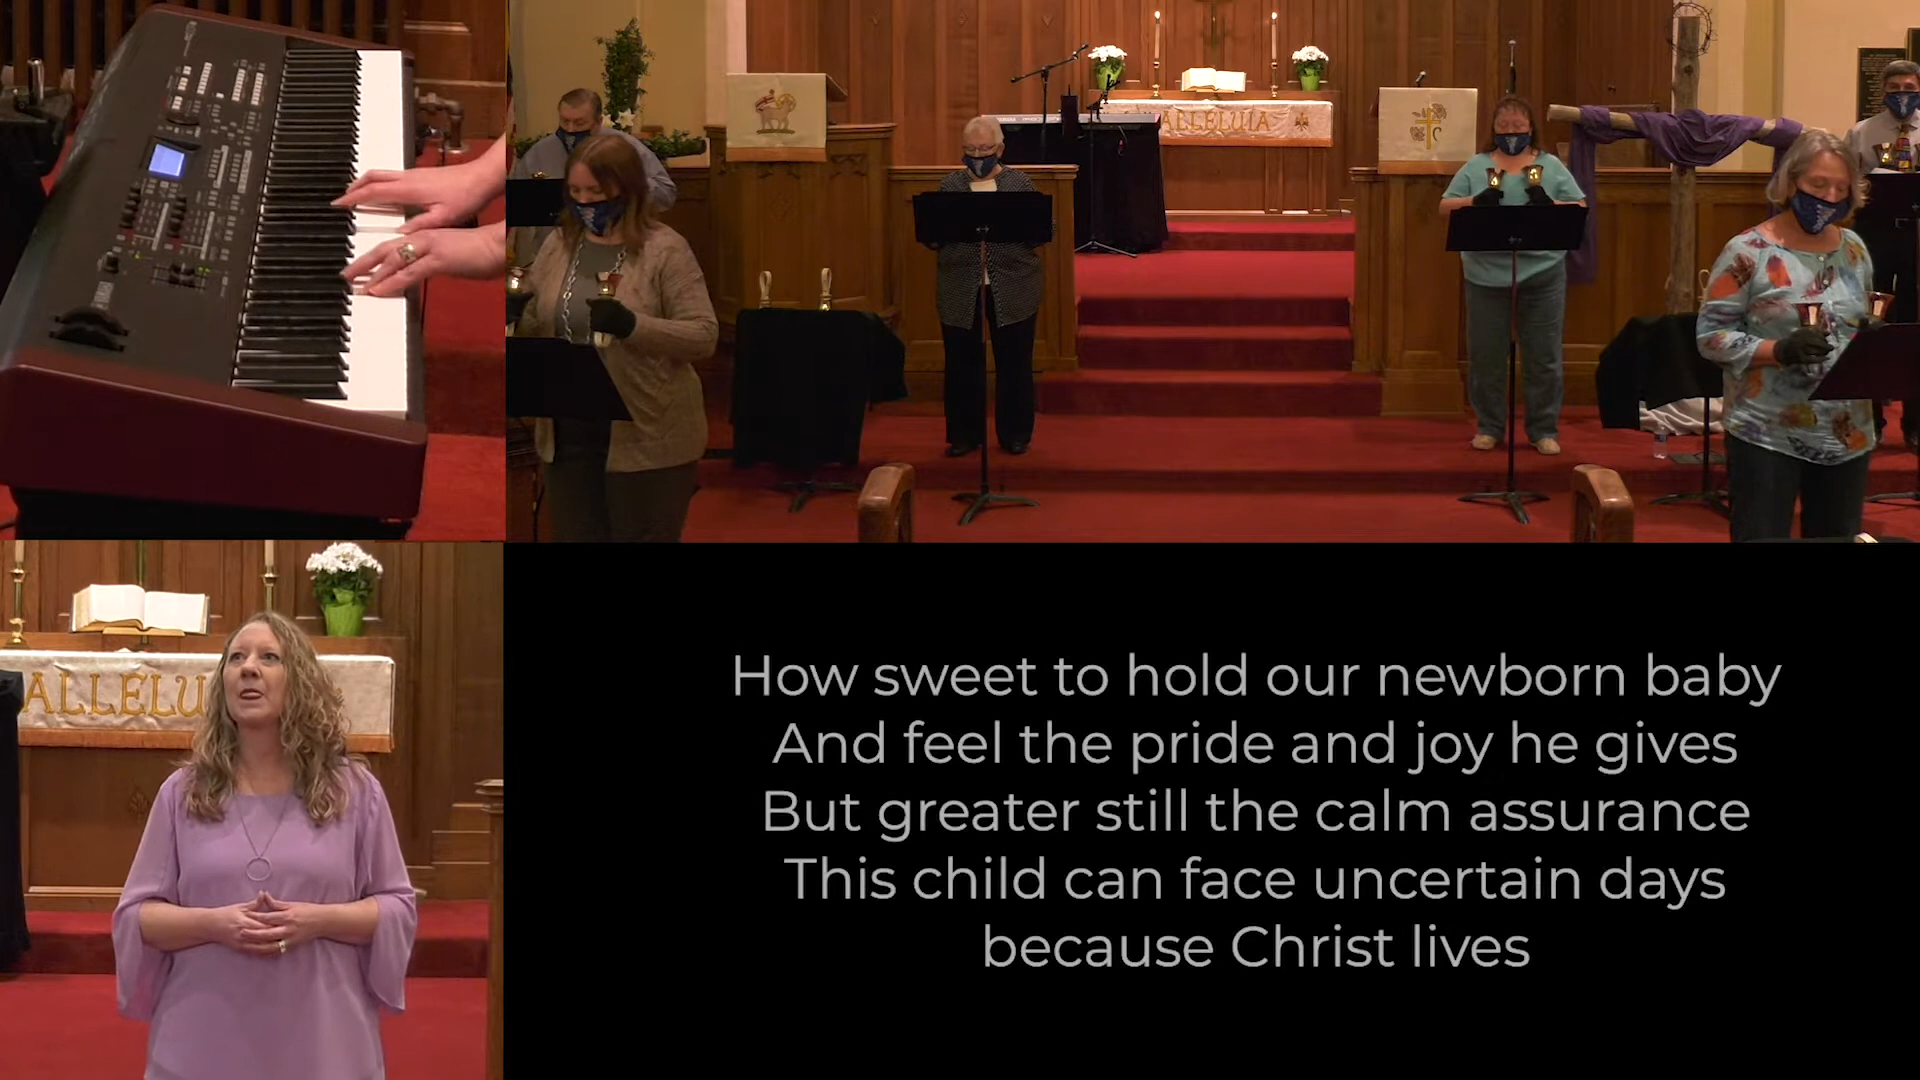 ALLELUIA
ALLELU
How sweet to hold our newborn baby
And feel the pride and joy he gives
But greater still the calm assurance
This child can face uncertain days
because Christ lives